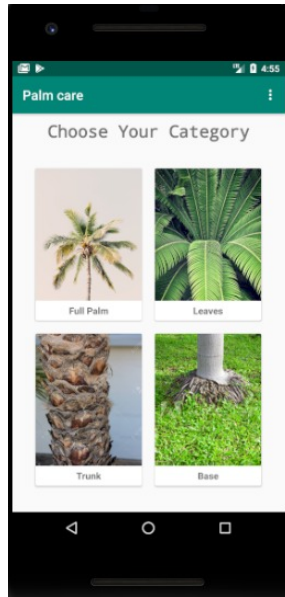 4:55
Palm care
Choose Your Category
Full Palm
Leaves
Trunk
Base